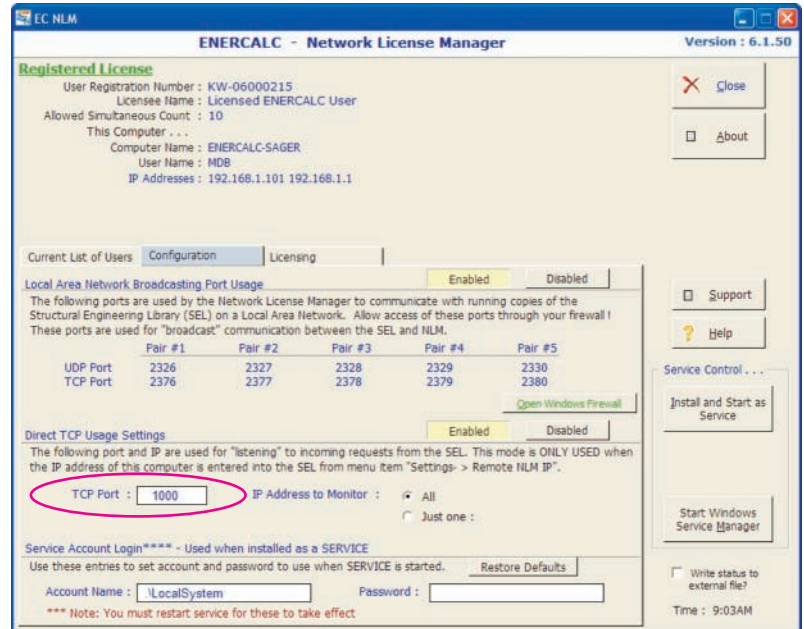 EC NLM
ENERCALC - Network License Manager
Version : 6.1.50
Registered License
User Registration Number : KW-06000215
Licensee Name : Licensed ENERCALC User
Allowed Simultaneous Count : 10
This Computer . . .
Computer Name : ENERCALC-SAGER
User Name : MDB
IP Addresses : 192.168.1.101 192.168.1.1
Close
About
Current List of Users Configuration Licensing
Local Area Network Broadcasting Port Usage Enabled Disabled
The following ports are used by the Network License Manager to communicate with running copies of the
Structural Engineering Library (SEL) on a Local Area Network. Allow access of these ports through your firewall !
These ports are used for "broadcast" communication between the SEL and NLM.
Pair #1 Pair #2 Pair #3 Pair #4 Pair #5
UDP Port 2326 2327 2328 2329 2330
TCP Port 2376 2377 2378 2379 2380
Open Windows Firewall
Direct TCP Usage Settings Enabled Disabled
The following port and IP are used for "listening" to incoming requests from the SEL. This mode is ONLY USED when
the IP address of this computer is entered into the SEL from menu item "Settings- > Remote NLM IP".
TCP Port : 1000 IP Address to Monitor : All
Just one :
Service Account Login**** - Used when installed as a SERVICE
Use these entries to set account and password to use when SERVICE is started. Restore Defaults
Account Name : .\LocalSystem Password :
*** Note: You must restart service for these to take effect
Support
Help
Service Control . . .
Install and Start as
Service
Start Windows
Service Manager
Write status to
external file?
Time : 9:03AM